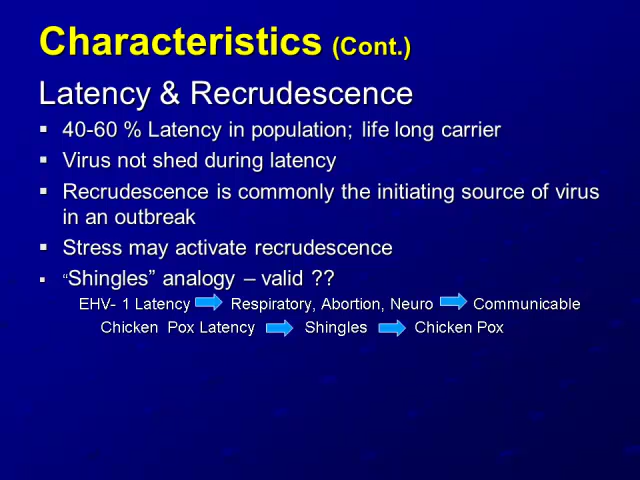 Characteristics (Cont.)
Latency & Recrudescence
▪ 40-60 % Latency in population; life long carrier
▪ Virus not shed during latency
▪ Recrudescence is commonly the initiating source of virus
in an outbreak
▪ Stress may activate recrudescence
▪ “Shingles” analogy – valid ??
EHV- 1 Latency Respiratory, Abortion, Neuro Communicable
Chicken Pox Latency Shingles Chicken Pox